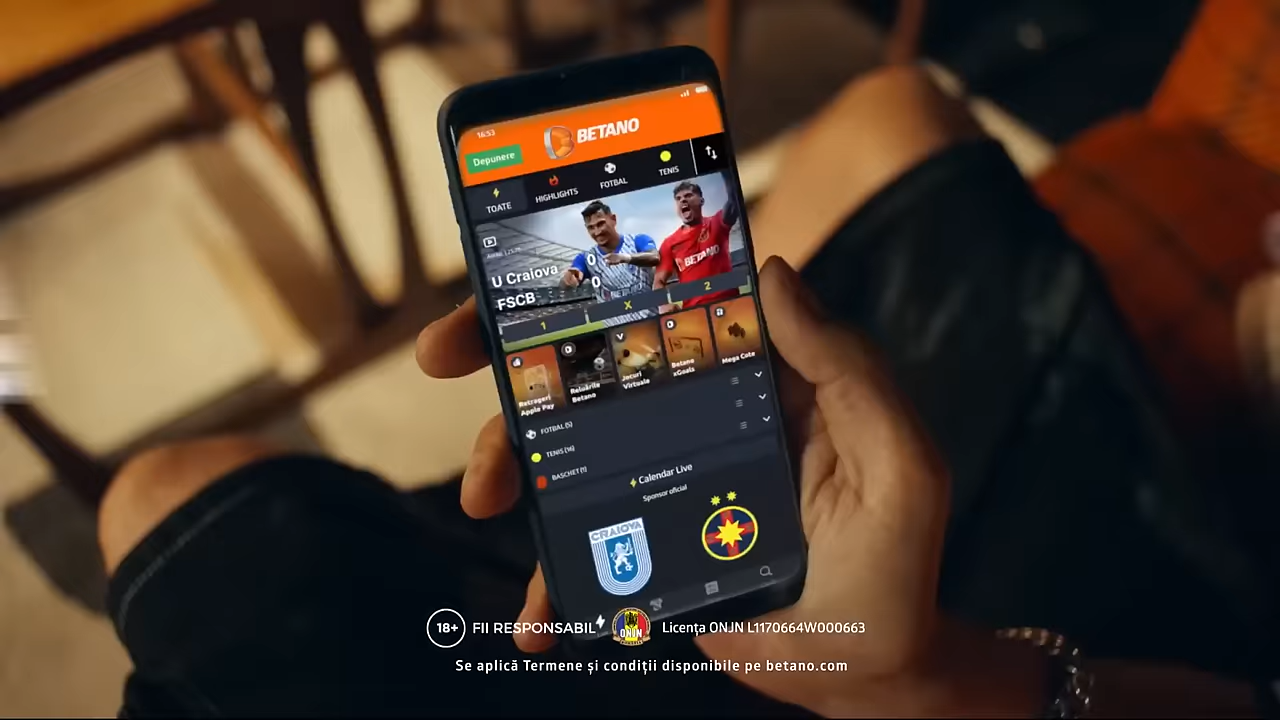 16:53
BETANO
Depunere
TOATE
HIGHLIGHTS
FOTBAL
TENIS
BETANO
U Craiova 0
FSCB 0
1 X 2
Retrageri
Apple Pay
Reluările
Betano
Jocuri
Virtuale
Betano
xGoals
Mega Cote
FOTBAL (5)
TENIS (16)
BASCHET (1)
Calendar Live
Sponsor oficial
CRAIOVA
18+ FII RESPONSABIL ONJN Licența ONJN L1170664W000663
Se aplică Termene și condiții disponibile pe betano.com